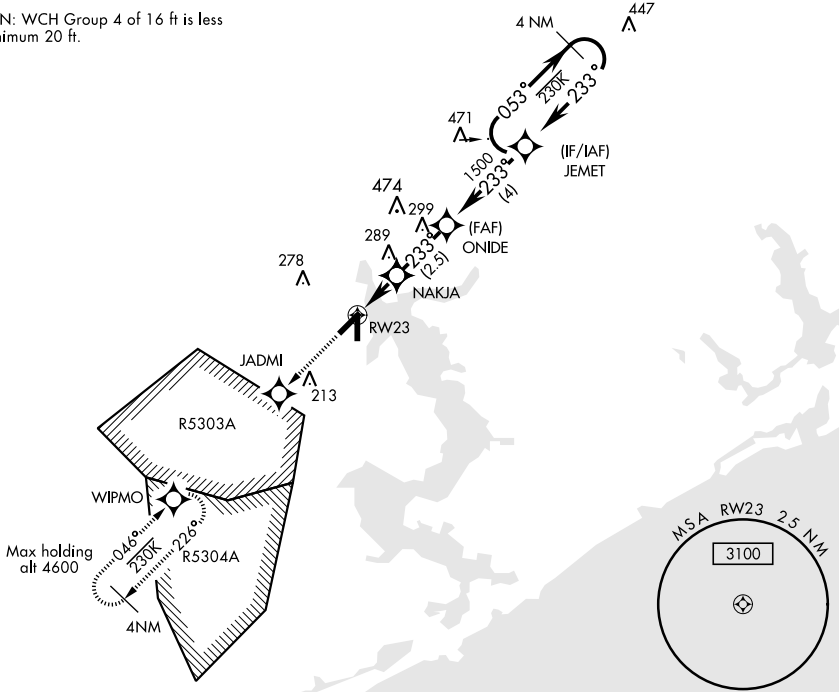 N: WCH Group 4 of 16 ft is less
nimum 20 ft.
447
4 NM
053°
230K
233°
471
(IF/IAF)
JEMET
1500
233°
(4)
474
299
(FAF)
ONIDE
289
233°
(2.5)
278
NAKJA
RW23
JADMI
213
R5303A
WIPMO
046°
230K
226°
R5304A
Max holding
alt 4600
4NM
MSA RW23 25 NM
3100